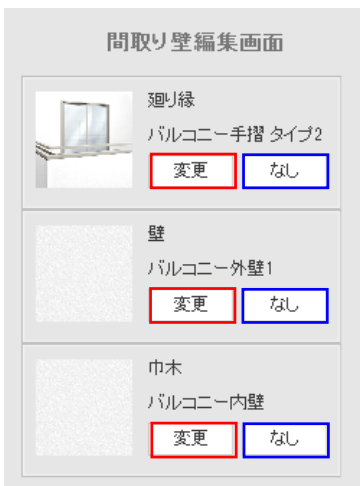 間取り壁編集画面
廻り縁
バルコニー手摺 タイプ2
変更 なし
壁
バルコニー外壁1
変更 なし
巾木
バルコニー内壁
変更 なし